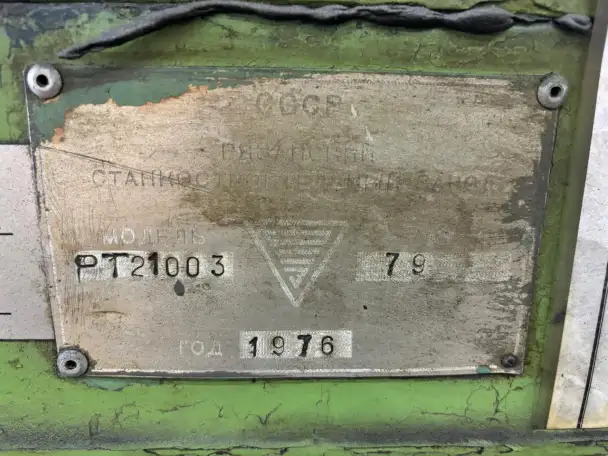 СССР
РЯЗАНСКИЙ
СТАНКОСТРОИТЕЛЬНЫЙ ЗАВОД
МОДЕЛЬ
РТ21003 79
ГОД 1976